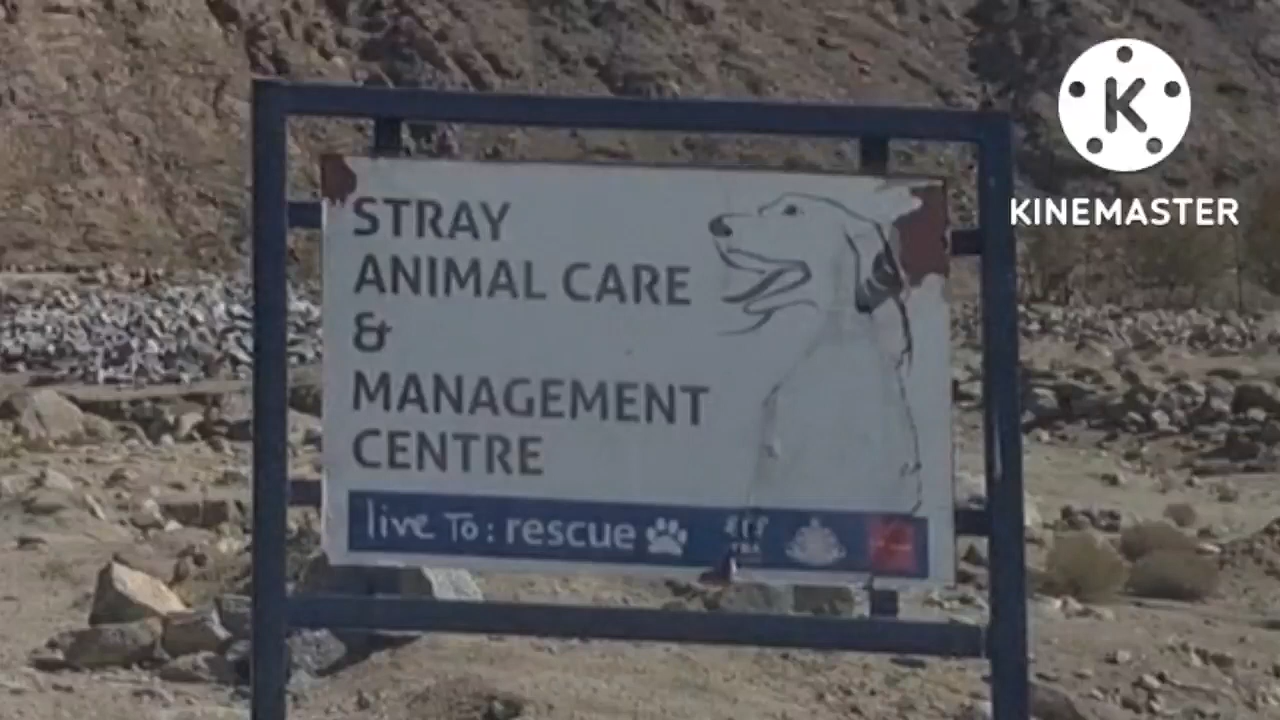 STRAY
ANIMAL CARE
&
MANAGEMENT
CENTRE
live To: rescue
K
KINEMASTER